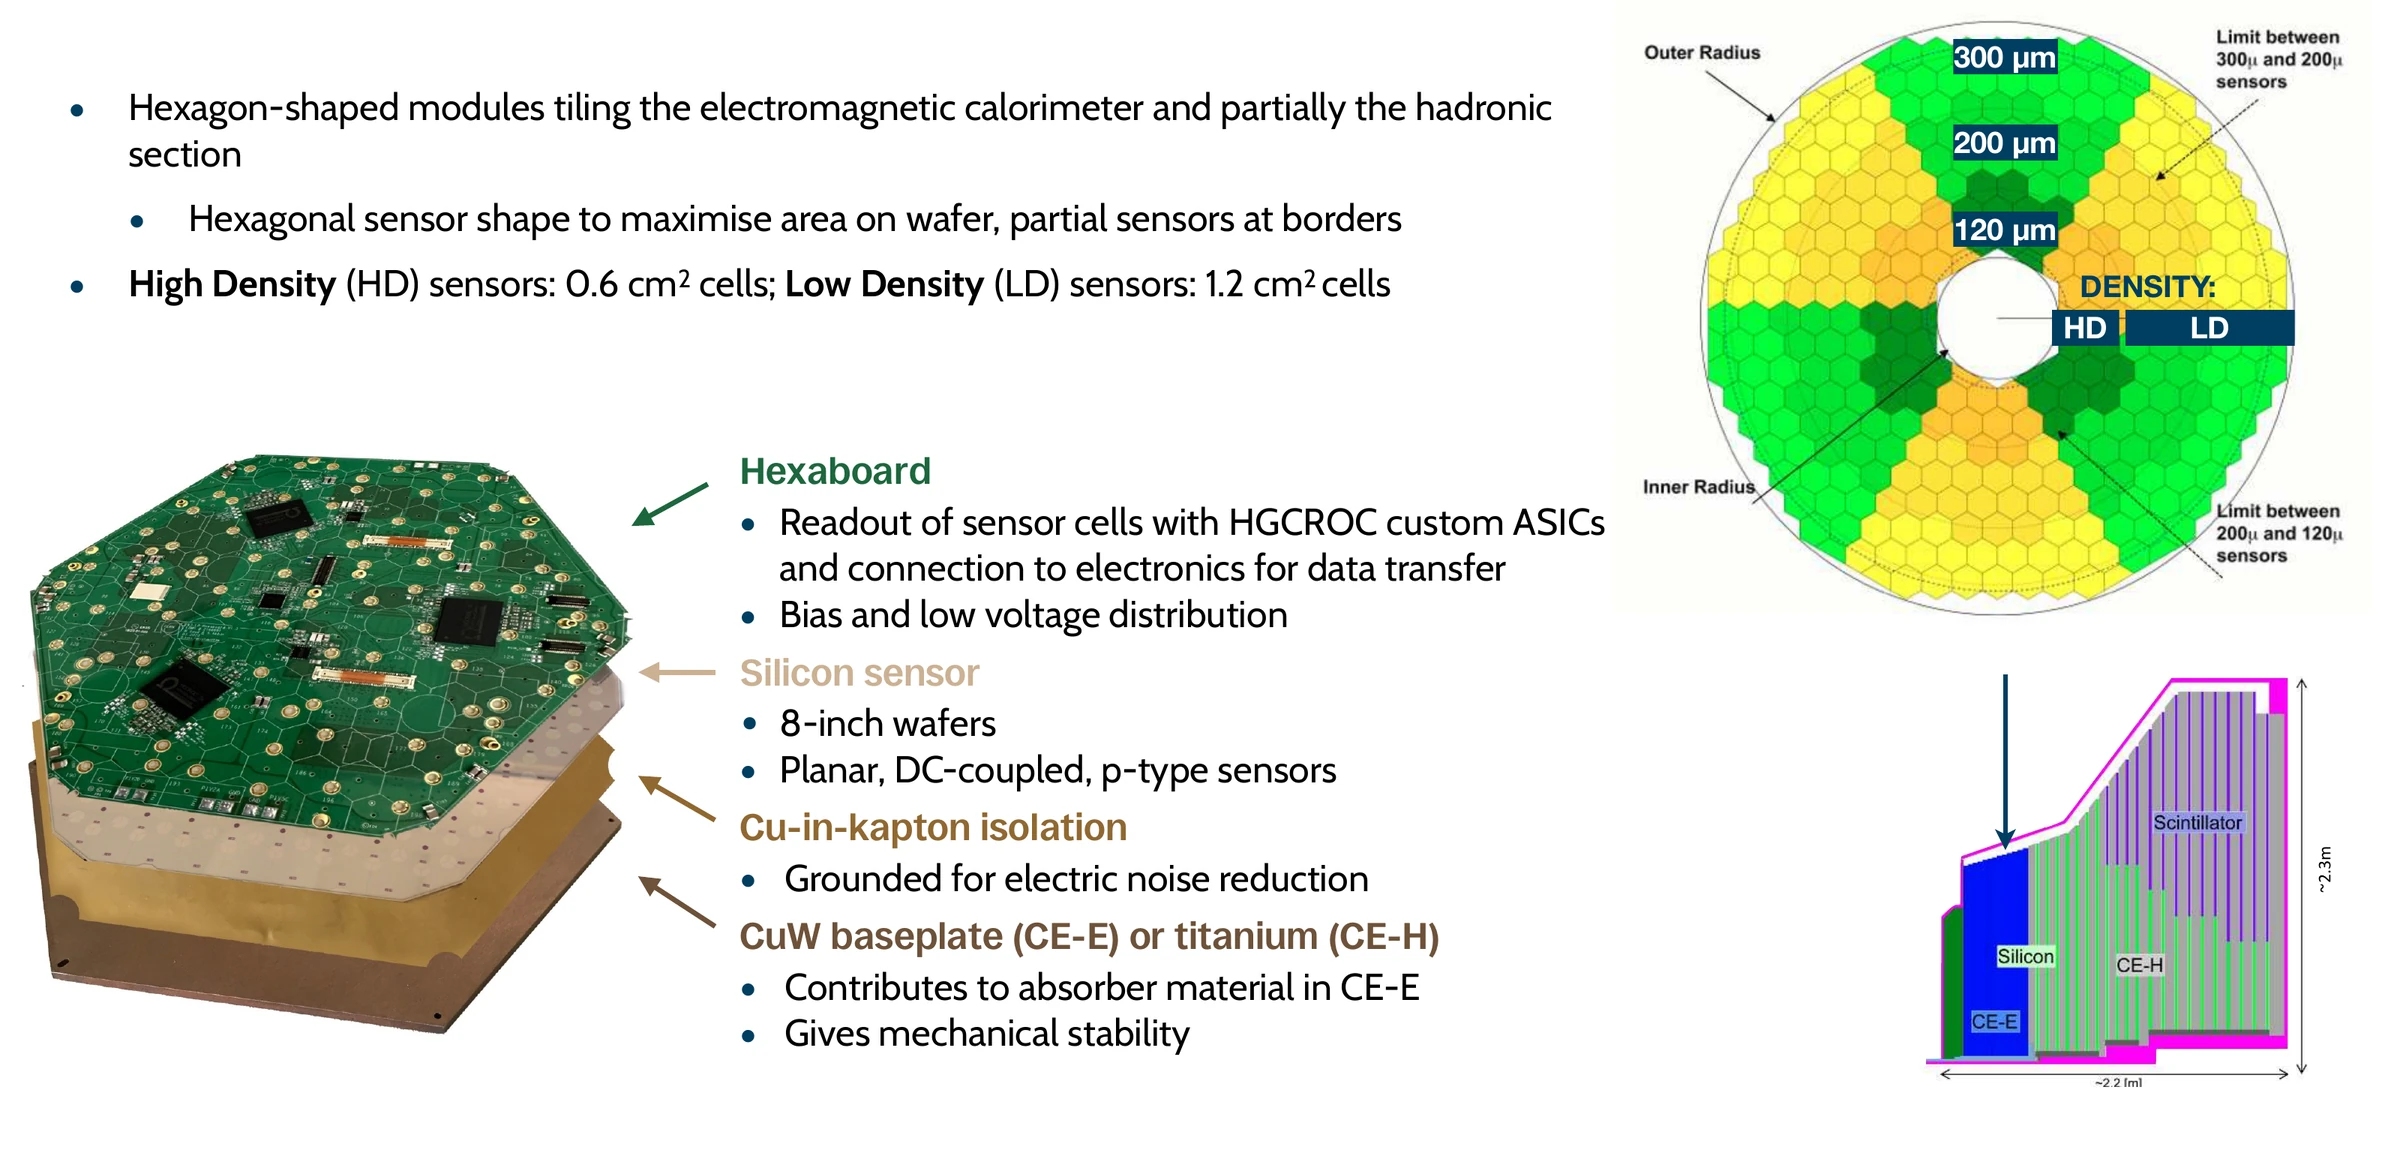 Hexagon-shaped modules tiling the electromagnetic calorimeter and partially the hadronic
section
Hexagonal sensor shape to maximise area on wafer, partial sensors at borders
High Density (HD) sensors: 0.6 cm² cells; Low Density (LD) sensors: 1.2 cm² cells
Outer Radius
300 µm
200 µm
120 µm
Limit between
300µ and 200µ
sensors
DENSITY:
HD
LD
Inner Radius
Limit between
200µ and 120µ
sensors
Hexaboard
Readout of sensor cells with HGCROC custom ASICs
and connection to electronics for data transfer
Bias and low voltage distribution
Silicon sensor
8-inch wafers
Planar, DC-coupled, p-type sensors
Cu-in-kapton isolation
Grounded for electric noise reduction
CuW baseplate (CE-E) or titanium (CE-H)
Contributes to absorber material in CE-E
Gives mechanical stability
Scintillator
Silicon
CE-H
CE-E
~2.3m
~2.2 [m]